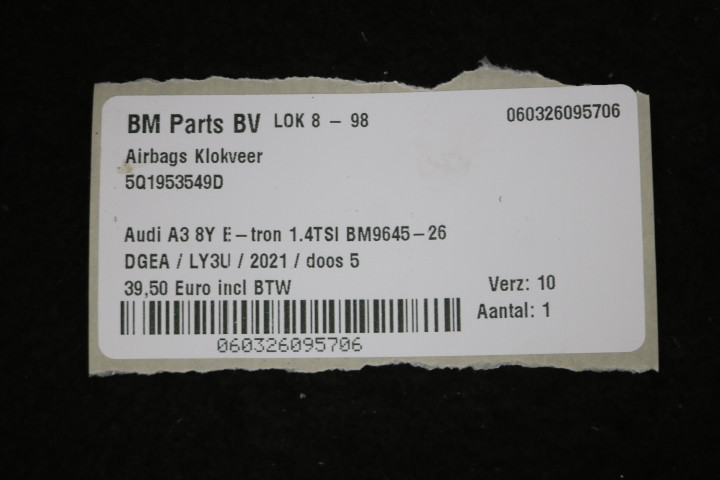 BM Parts BV LOK 8 - 98 060326095706
Airbags Klokveer
5Q1953549D
Audi A3 8Y E-tron 1.4TSI BM9645-26
DGEA / LY3U / 2021 / doos 5
39,50 Euro incl BTW Verz: 10
Aantal: 1
060326095706